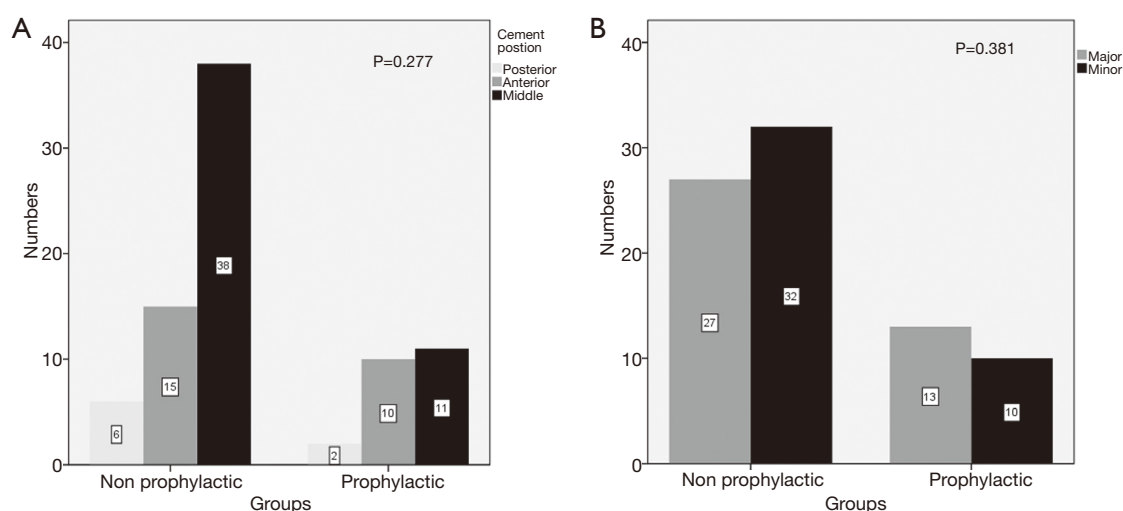 A
Cement
postion
Posterior
Anterior
Middle
P=0.277
Numbers
40
30
20
10
0
6
15
38
2
10
11
Non prophylactic
Prophylactic
Groups
B
Major
Minor
P=0.381
Numbers
40
30
20
10
0
27
32
13
10
Non prophylactic
Prophylactic
Groups